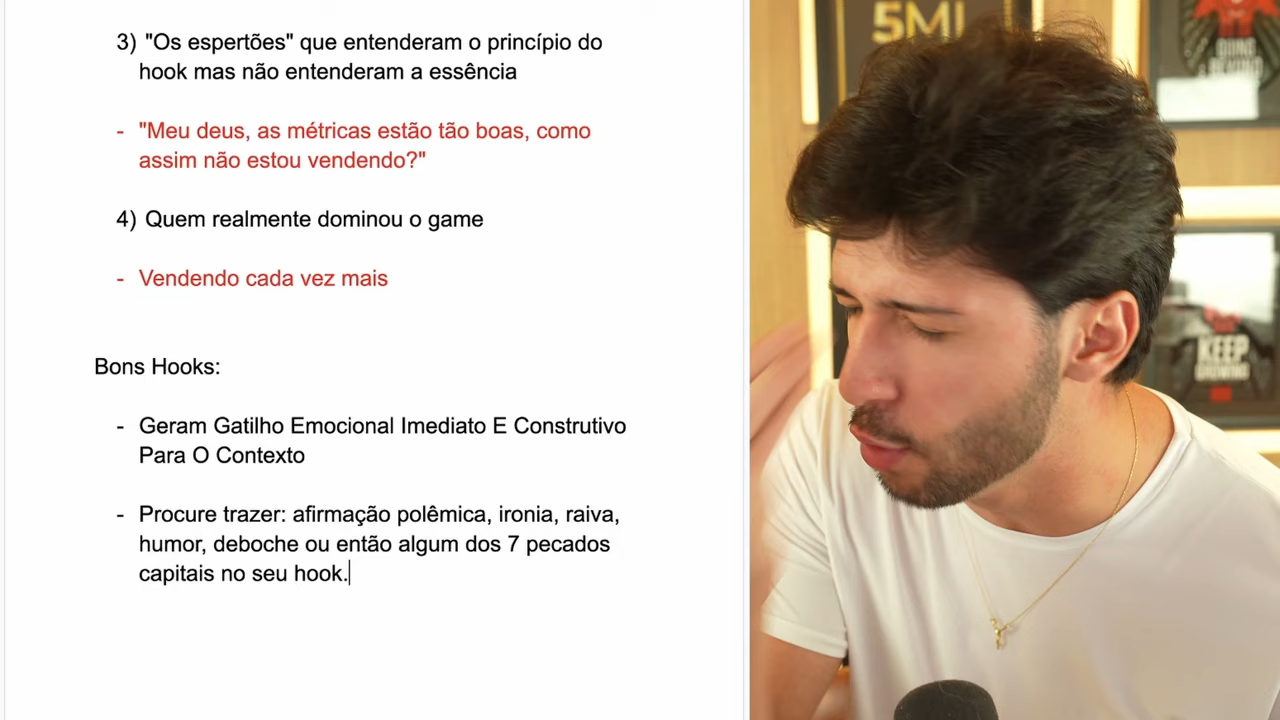 3) "Os espertões" que entenderam o princípio do
hook mas não entenderam a essência
- "Meu deus, as métricas estão tão boas, como
assim não estou vendendo?"
4) Quem realmente dominou o game
- Vendendo cada vez mais
Bons Hooks:
- Geram Gatilho Emocional Imediato E Construtivo
Para O Contexto
- Procure trazer: afirmação polêmica, ironia, raiva,
humor, deboche ou então algum dos 7 pecados
capitais no seu hook.
5MI
KEEP
GROWING